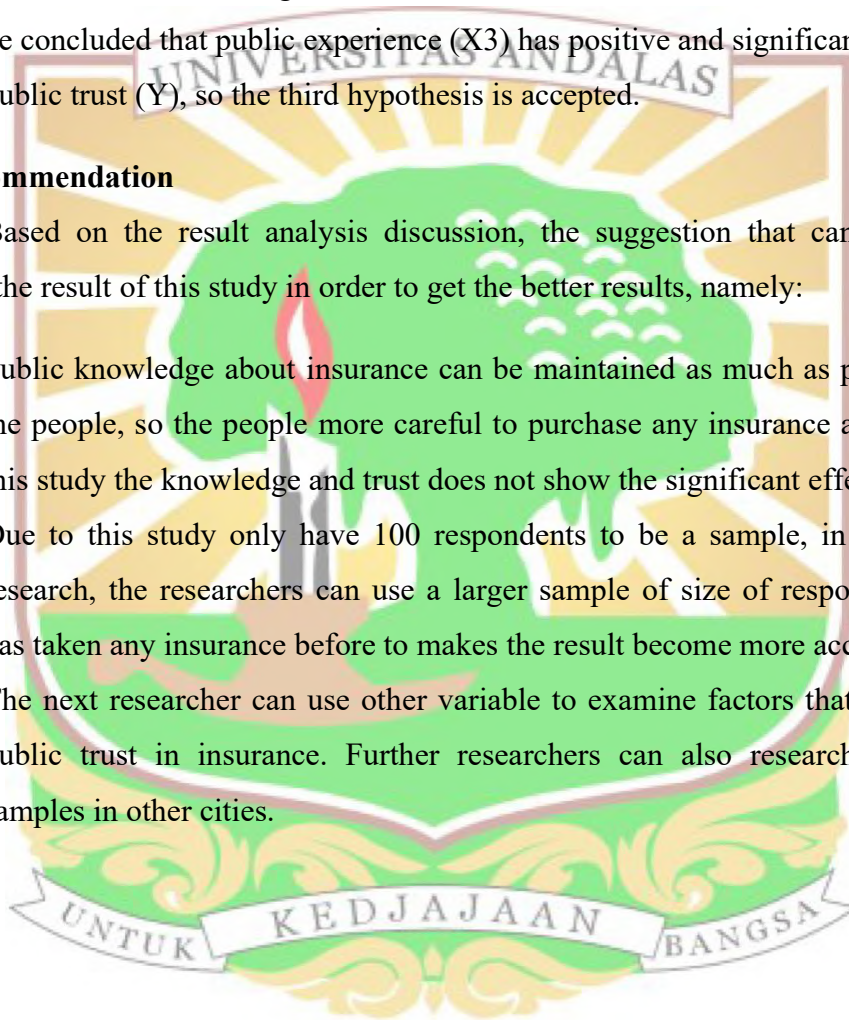 e concluded that public experience (X3) has positive and significan
UNIVERSITAS ANDALAS
ublic trust (Y), so the third hypothesis is accepted.
mmendation
Based on the result analysis discussion, the suggestion that can
the result of this study in order to get the better results, namely:
ublic knowledge about insurance can be maintained as much as p
he people, so the people more careful to purchase any insurance a
his study the knowledge and trust does not show the significant effe
Due to this study only have 100 respondents to be a sample, in
esearch, the researchers can use a larger sample of size of respo
as taken any insurance before to makes the result become more acc
The next researcher can use other variable to examine factors that
ublic trust in insurance. Further researchers can also research
amples in other cities.
UNTUK KEDJAJAAN BANGSA